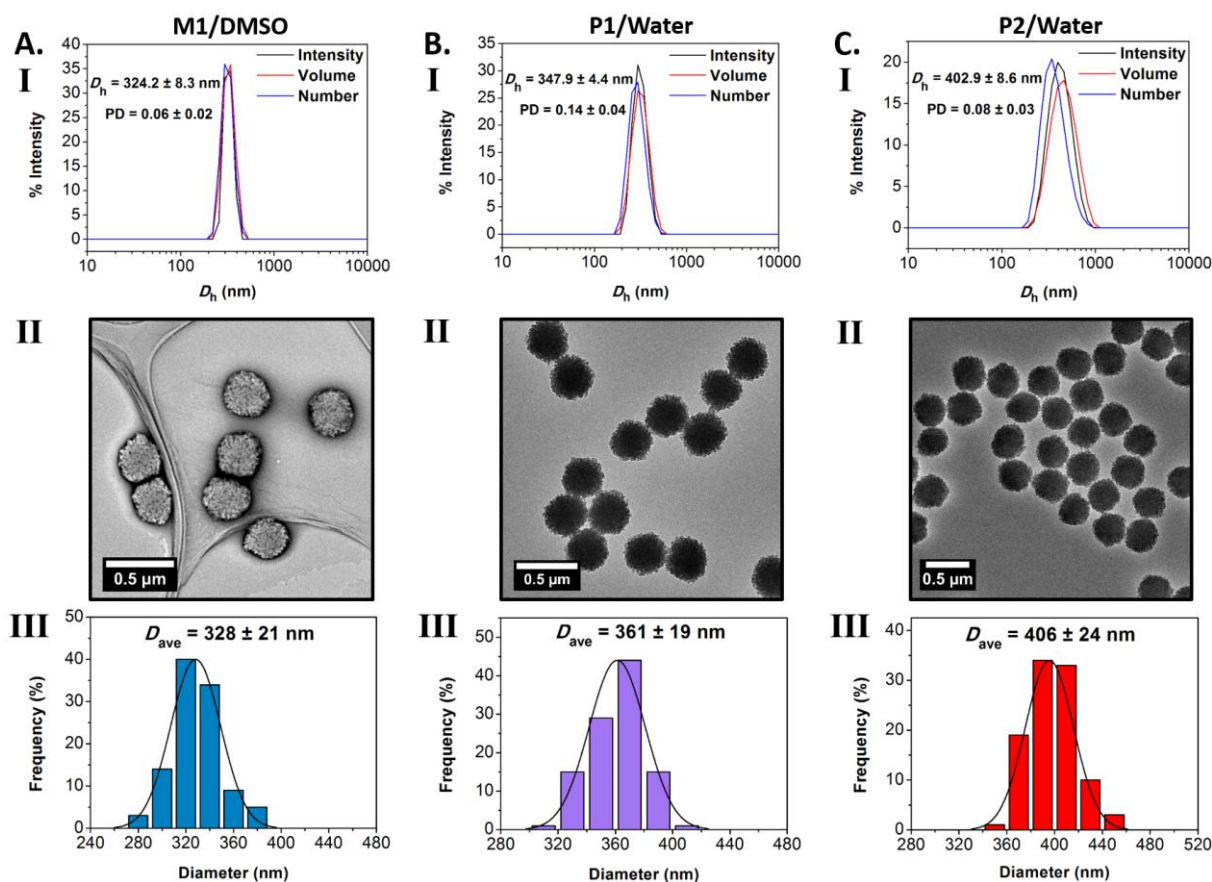 A.
M1/DMSO
I
40
35
30
25
20
15
10
5
0
% Intensity
Intensity
Volume
Number
Dh = 324.2 ± 8.3 nm
PD = 0.06 ± 0.02
10 100 1000 10000
Dh (nm)
B.
P1/Water
I
35
30
25
20
15
10
5
0
% Intensity
Intensity
Volume
Number
Dh = 347.9 ± 4.4 nm
PD = 0.14 ± 0.04
10 100 1000 10000
Dh (nm)
C.
P2/Water
I
20
15
10
5
0
% Intensity
Intensity
Volume
Number
Dh = 402.9 ± 8.6 nm
PD = 0.08 ± 0.03
10 100 1000 10000
Dh (nm)
II
0.5 µm
II
0.5 µm
II
0.5 µm
III
Dave = 328 ± 21 nm
50
40
30
20
10
0
Frequency (%)
240 280 320 360 400 440 480
Diameter (nm)
III
Dave = 361 ± 19 nm
50
40
30
20
10
0
Frequency (%)
280 320 360 400 440 480
Diameter (nm)
III
Dave = 406 ± 24 nm
40
30
20
10
0
Frequency (%)
280 320 360 400 440 480 520
Diameter (nm)